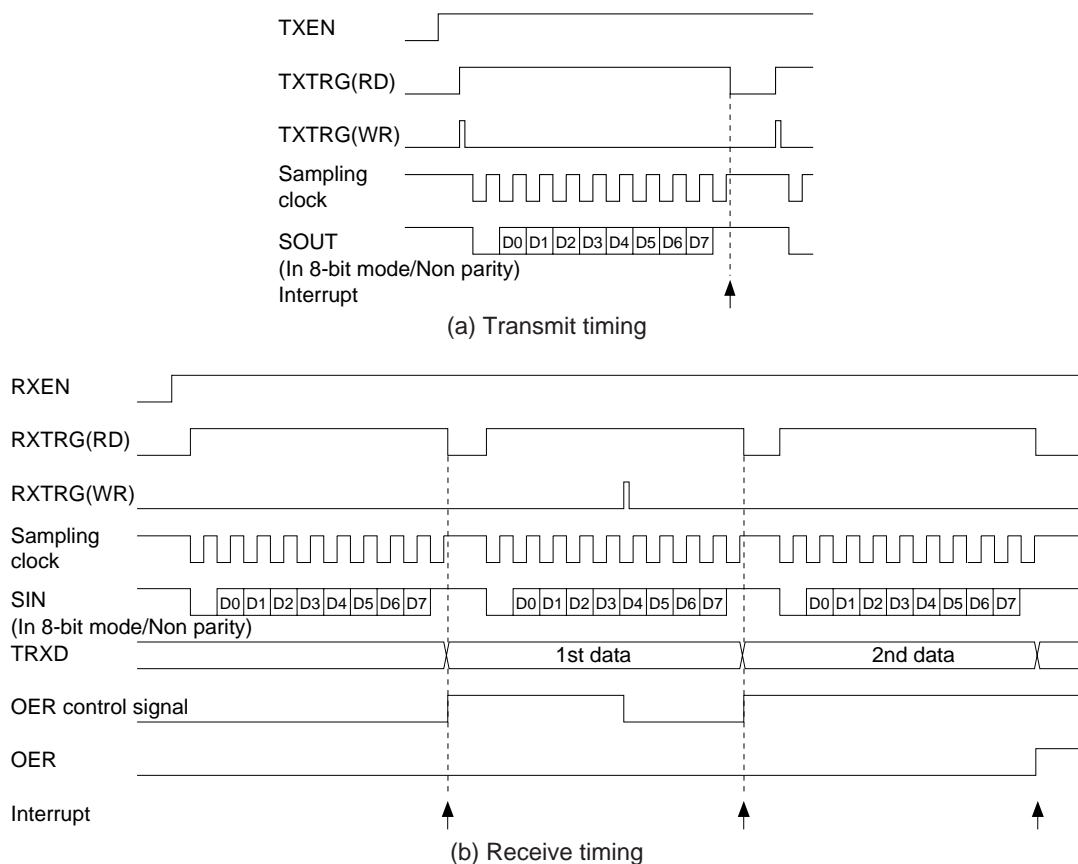 TXEN
TXTRG(RD)
TXTRG(WR)
Sampling
clock
SOUT D0 D1 D2 D3 D4 D5 D6 D7
(In 8-bit mode/Non parity)
Interrupt
(a) Transmit timing
RXEN
RXTRG(RD)
RXTRG(WR)
Sampling
clock
SIN D0 D1 D2 D3 D4 D5 D6 D7 D0 D1 D2 D3 D4 D5 D6 D7 D0 D1 D2 D3 D4 D5 D6 D7
(In 8-bit mode/Non parity)
TRXD 1st data 2nd data
OER control signal
OER
Interrupt
(b) Receive timing